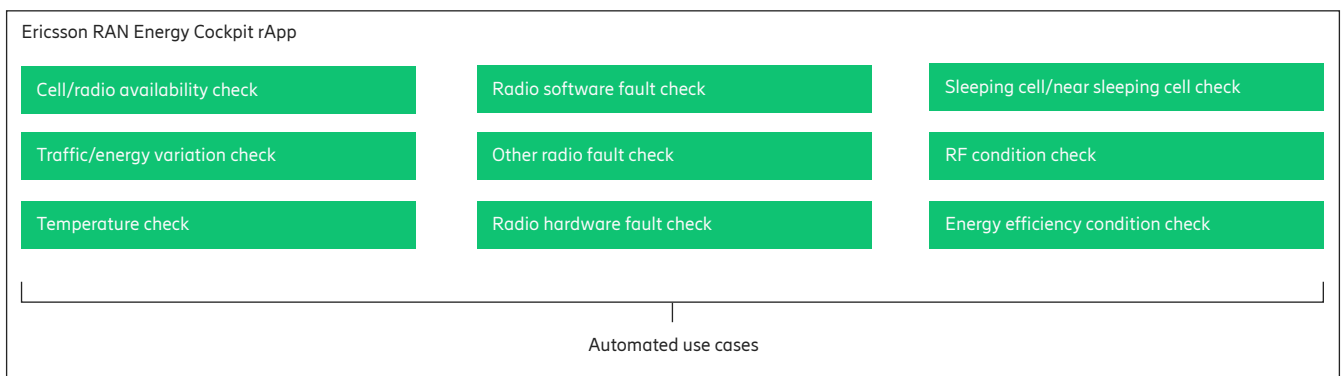 Ericsson RAN Energy Cockpit rApp
Cell/radio availability check
Radio software fault check
Sleeping cell/near sleeping cell check
Traffic/energy variation check
Other radio fault check
RF condition check
Temperature check
Radio hardware fault check
Energy efficiency condition check
Automated use cases